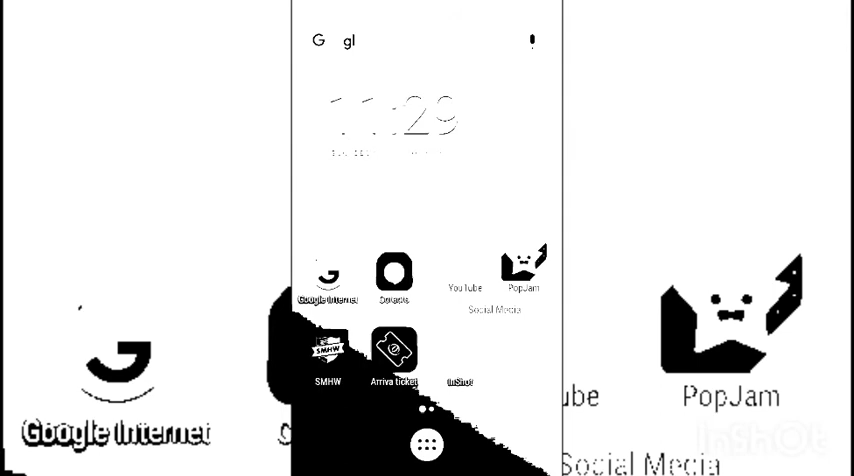 G gl
11:29
YouTube PopJam
Google Internet Contacts
Social Media
SMHW
SMHW Arriva ticket InShot
Google Internet
ube PopJam
Social Media
InShOt